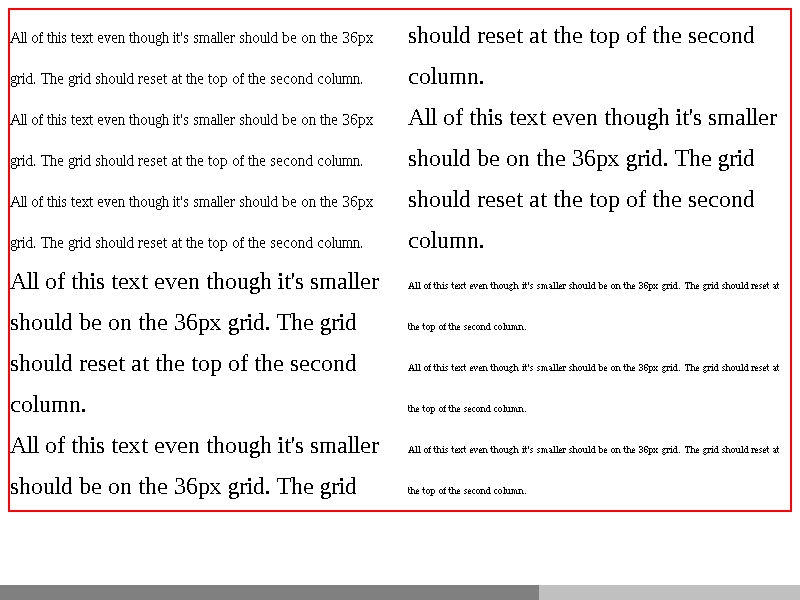 All of this text even though it's smaller should be on the 36px
grid. The grid should reset at the top of the second column.
All of this text even though it's smaller should be on the 36px
grid. The grid should reset at the top of the second column.
All of this text even though it's smaller should be on the 36px
grid. The grid should reset at the top of the second column.
All of this text even though it's smaller
should be on the 36px grid. The grid
should reset at the top of the second
column.
All of this text even though it's smaller
should be on the 36px grid. The grid
should reset at the top of the second
column.
All of this text even though it's smaller
should be on the 36px grid. The grid
should reset at the top of the second
column.
All of this text even though it's smaller should be on the 36px grid. The grid should reset at
the top of the second column.
All of this text even though it's smaller should be on the 36px grid. The grid should reset at
the top of the second column.
All of this text even though it's smaller should be on the 36px grid. The grid should reset at
the top of the second column.